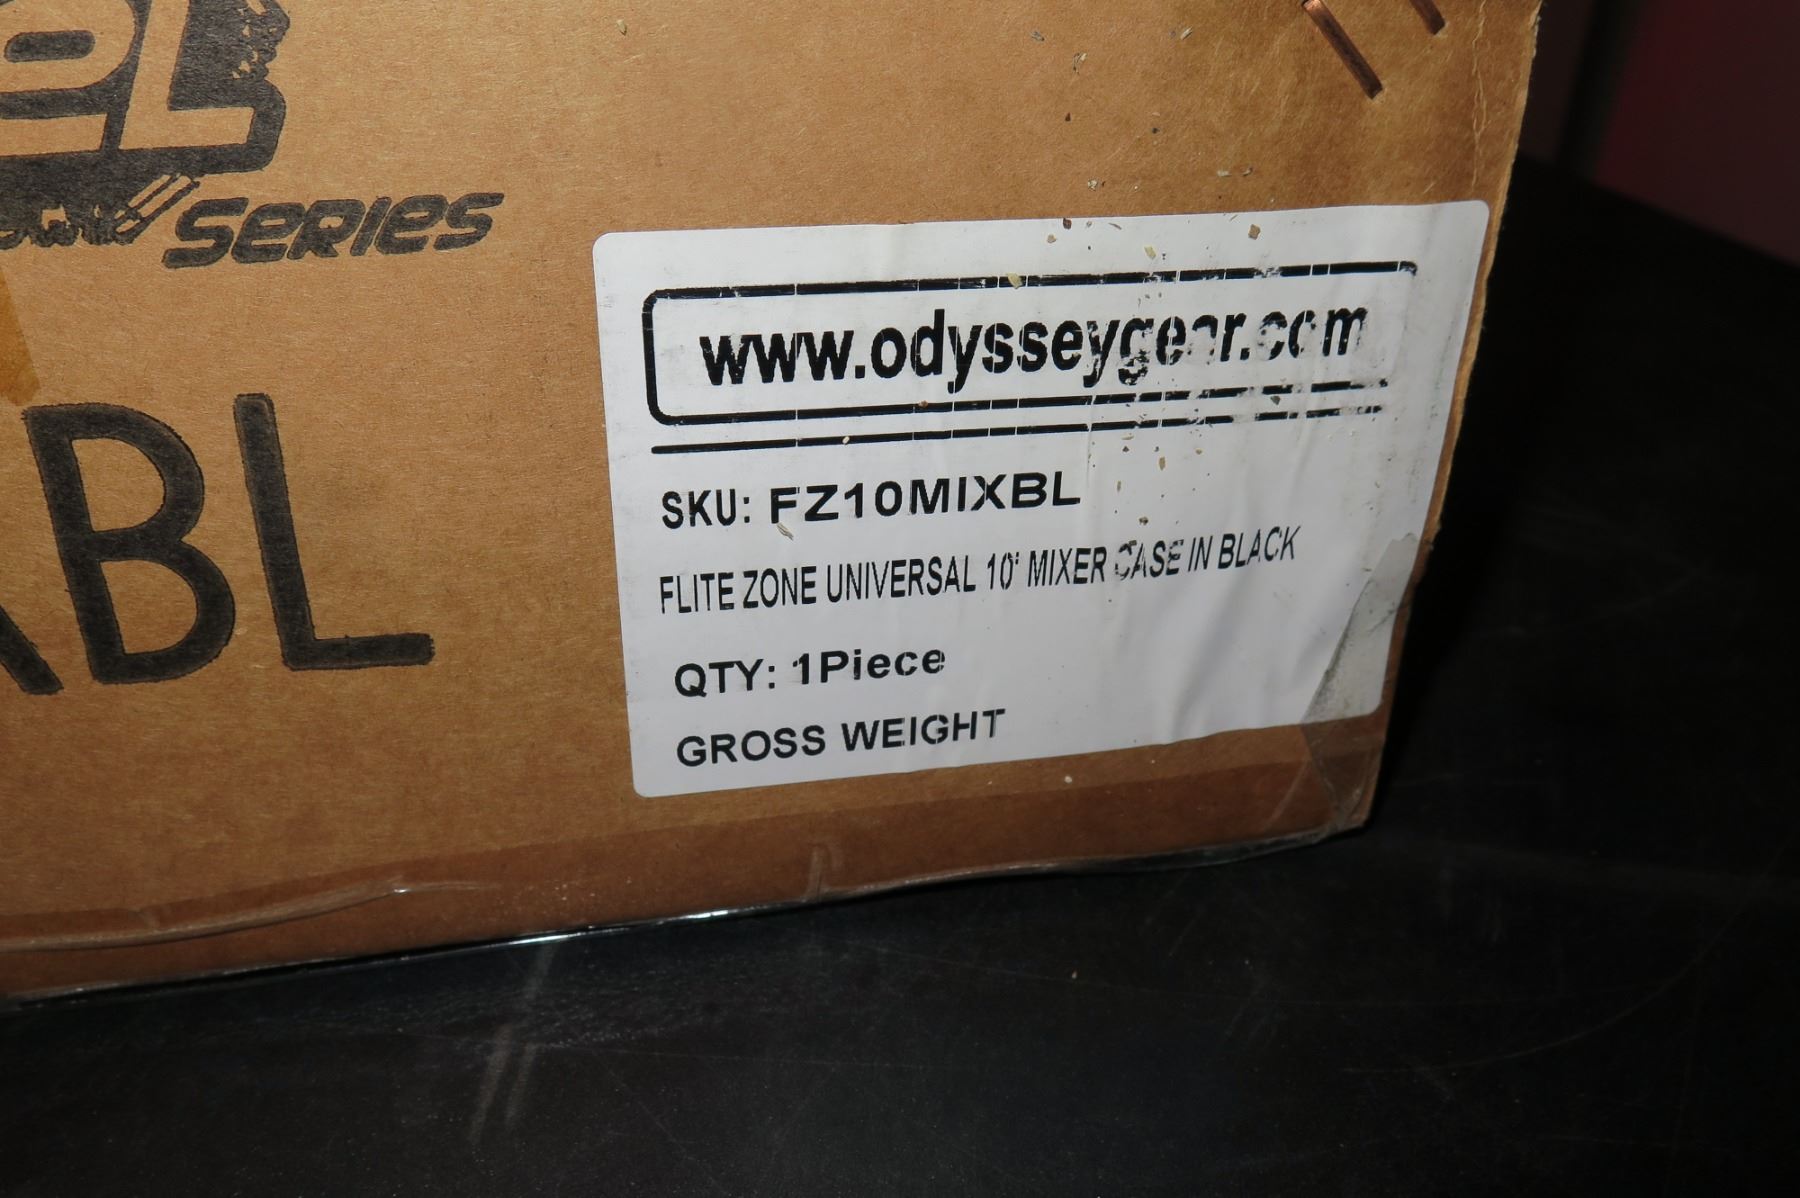 eL
SeRIes
BL
www.odysseygear.com
SKU: FZ10MIXBL
FLITE ZONE UNIVERSAL 10" MIXER CASE IN BLACK
QTY: 1Piece
GROSS WEIGHT